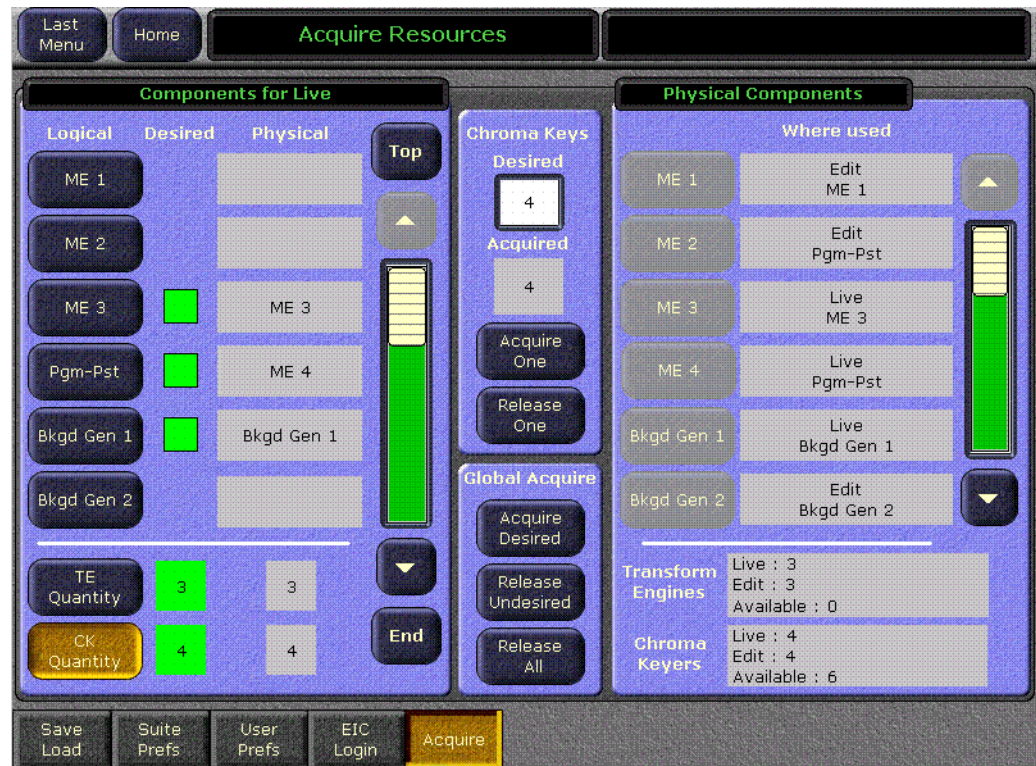 Last
Menu
Home
Acquire Resources
Components for Live
Logical Desired Physical
Top
ME 1
ME 2
ME 3 ME 3
Pgm-Pst ME 4
Bkgd Gen 1 Bkgd Gen 1
Bkgd Gen 2
TE
Quantity
3 3
CK
Quantity
4 4
End
Chroma Keys
Desired
4
Acquired
4
Acquire
One
Release
One
Global Acquire
Acquire
Desired
Release
Undesired
Release
All
Physical Components
Where used
ME 1
Edit
ME 1
ME 2
Edit
Pgm-Pst
ME 3
Live
ME 3
ME 4
Live
Pgm-Pst
Bkgd Gen 1
Live
Bkgd Gen 1
Bkgd Gen 2
Edit
Bkgd Gen 2
Transform
Engines
Live : 3
Edit : 3
Available : 0
Chroma
Keyers
Live : 4
Edit : 4
Available : 6
Save
Load
Suite
Prefs
User
Prefs
EIC
Login
Acquire